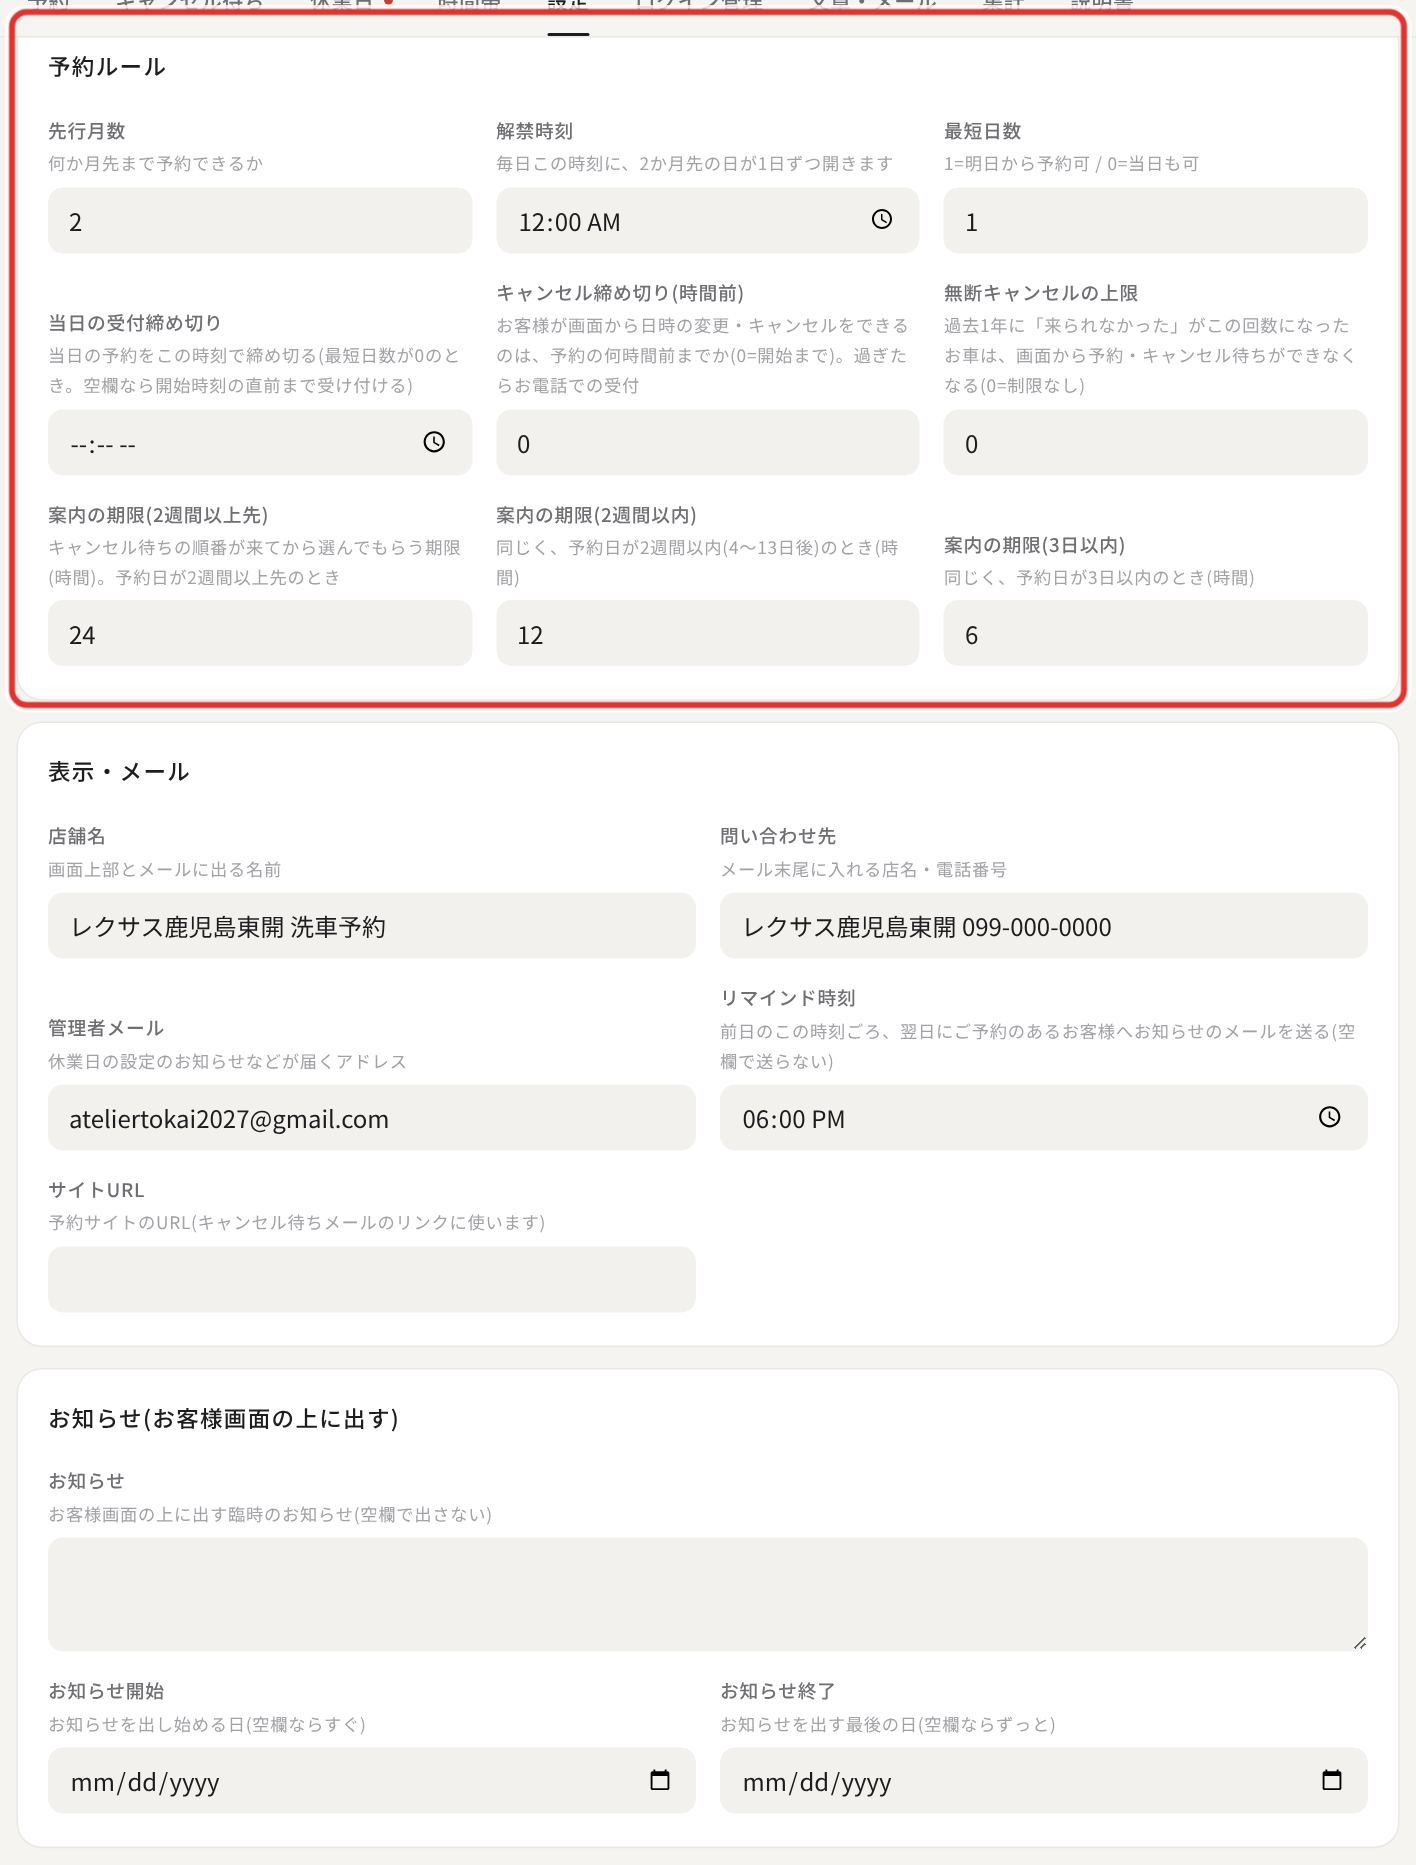 予約ルール
先行月数
何か月先まで予約できるか
2
解禁時刻
毎日この時刻に、2か月先の日が1日ずつ開きます
12:00 AM
最短日数
1=明日から予約可 / 0=当日も可
1
当日の受付締め切り
当日の予約をこの時刻で締め切る(最短日数が0のと
き。空欄なら開始時刻の直前まで受け付ける)
--:-- --
キャンセル締め切り(時間前)
お客様が画面から日時の変更・キャンセルをできる
のは、予約の何時間前までか(0=開始まで)。過ぎた
らお電話での受付
0
無断キャンセルの上限
過去1年に「来られなかった」がこの回数になった
お車は、画面から予約・キャンセル待ちができなく
なる(0=制限なし)
0
案内の期限(2週間以上先)
キャンセル待ちの順番が来てから選んでもらう期限
(時間)。予約日が2週間以上先のとき
24
案内の期限(2週間以内)
同じく、予約日が2週間以内(4〜13日後)のとき(時
間)
12
案内の期限(3日以内)
同じく、予約日が3日以内のとき(時間)
6
表示・メール
店舗名
画面上部とメールに出る名前
レクサス鹿児島東開 洗車予約
問い合わせ先
メール末尾に入れる店名・電話番号
レクサス鹿児島東開 099-000-0000
管理者メール
休業日の設定のお知らせなどが届くアドレス
ateliertokai2027@gmail.com
リマインド時刻
前日のこの時刻ごろ、翌日にご予約のあるお客様へお知らせのメールを送る(空
欄で送らない)
06:00 PM
サイトURL
予約サイトのURL(キャンセル待ちメールのリンクに使います)
お知らせ(お客様画面の上に出す)
お知らせ
お客様画面の上に出す臨時のお知らせ(空欄で出さない)
お知らせ開始
お知らせを出し始める日(空欄ならすぐ)
mm/dd/yyyy
お知らせ終了
お知らせを出す最後の日(空欄ならずっと)
mm/dd/yyyy